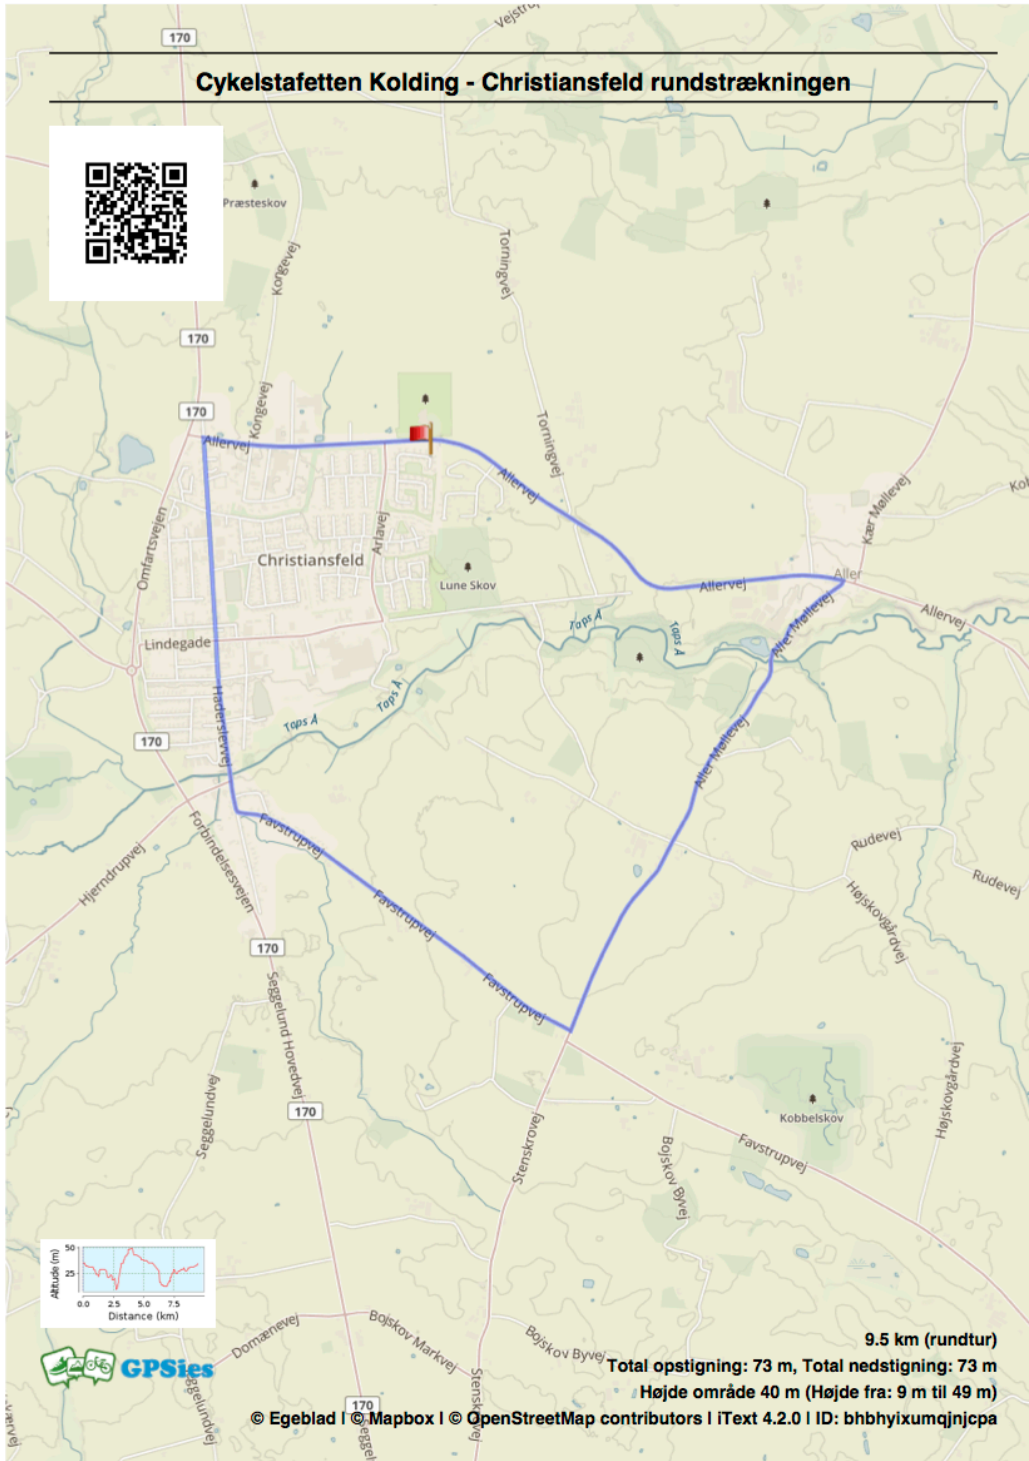 Vejstru
170
Cykelstafetten Kolding - Christiansfeld rundstrækningen
Præsteskov
Kongevej
Torningvej
170
170
Kongevej
Allervej
Torningvej
Allervej
Kær Møllevej
Omfartsvejen
Arlavej
Christiansfeld
Lune Skov
Aller
Allervej
Allervej
Aller Møllevej
Taps Å
Taps Å
Lindegade
Taps Å
Taps Å
Haderslevvej
170
Aller Møllevej
Favstrupvej
Forbindelsesvejen
Hjerndrupvej
Rudevej
Rudevej
Højskovgårdvej
Favstrupvej
170
Favstrupvej
Seggelund Hovedvej
Højskovgårdvej
170
Seggelundvej
Kobbelskov
Stenskrovej
Bojskov Byvej
Favstrupvej
50
25
Altitude (m)
0.0 2.5 5.0 7.5
Distance (km)
Domænevej
Bojskov Markvej
Bojskov Byvej
GPSies
9.5 km (rundtur)
Total opstigning: 73 m, Total nedstigning: 73 m
Højde område 40 m (Højde fra: 9 m til 49 m)
170
© Egeblad | © Mapbox | © OpenStreetMap contributors | iText 4.2.0 | ID: bhbhyixumqjnjcpa